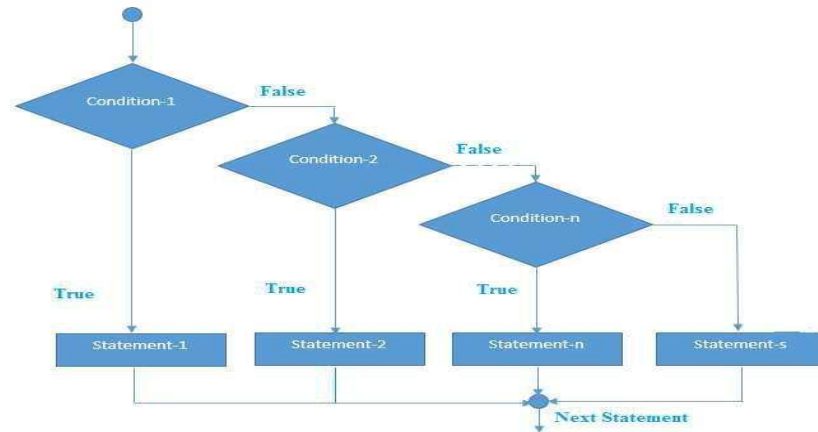 Condition-1
False
Condition-2
False
Condition-n
False
True
True
True
Statement-1
Statement-2
Statement-n
Statement-s
Next Statement